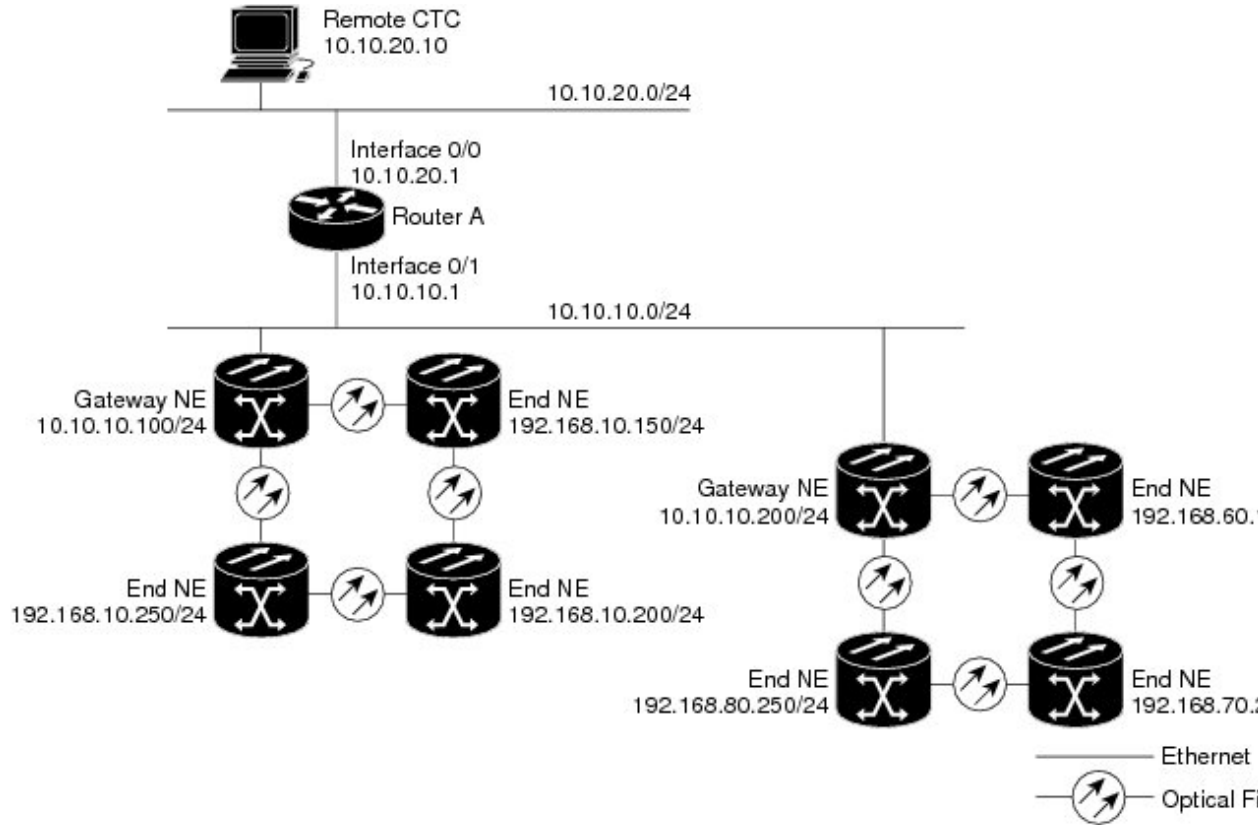 Remote CTC
10.10.20.10
10.10.20.0/24
Interface 0/0
10.10.20.1
Router A
Interface 0/1
10.10.10.1
10.10.10.0/24
Gateway NE
10.10.10.100/24
End NE
192.168.10.150/24
Gateway NE
10.10.10.200/24
End NE
End NE
192.168.10.250/24
End NE
192.168.10.200/24
End NE
192.168.80.250/24
End NE
Ethernet
Optical